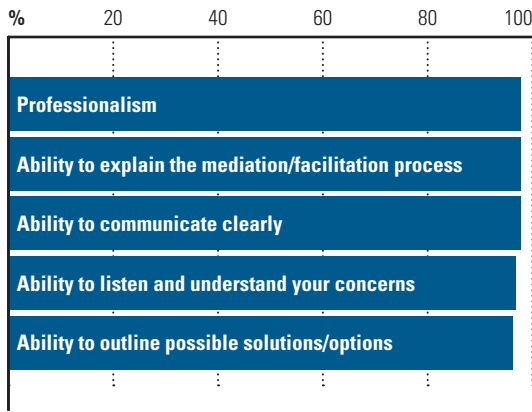 % 20 40 60 80 100
Professionalism
Ability to explain the mediation/facilitation process
Ability to communicate clearly
Ability to listen and understand your concerns
Ability to outline possible solutions/options